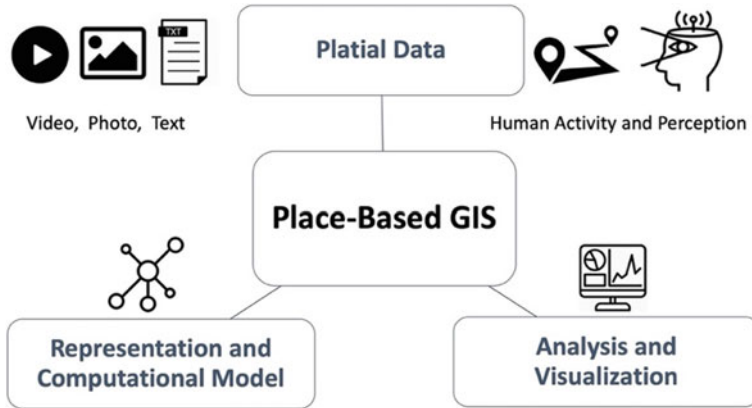 TXT
Platial Data
Video, Photo, Text
Human Activity and Perception
Place-Based GIS
Representation and
Computational Model
Analysis and
Visualization